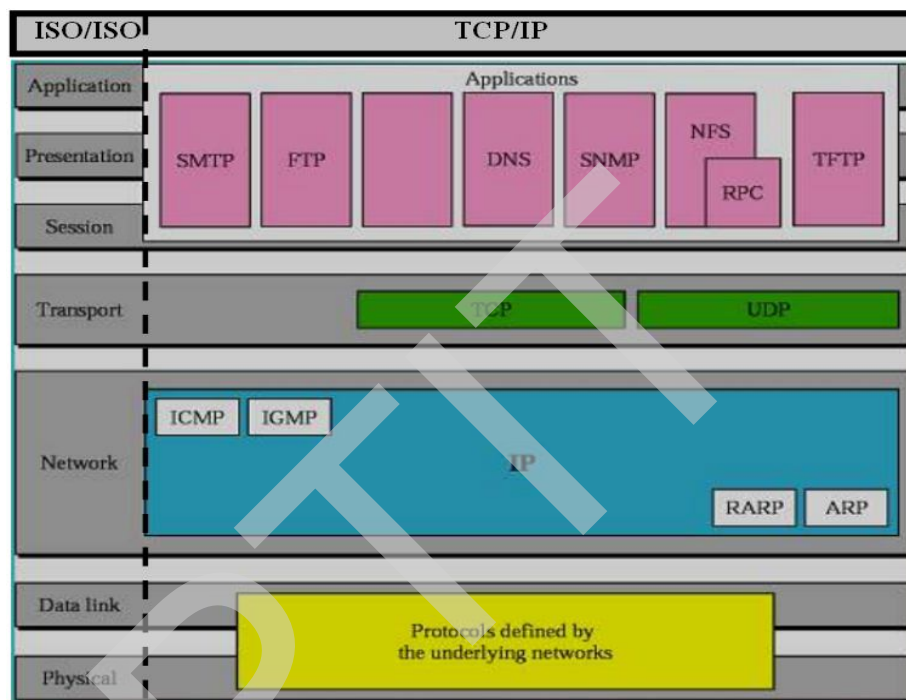 ISO/ISO TCP/IP
Application
Applications
Presentation
SMTP FTP DNS SNMP NFS RPC TFTP
Session
Transport
TCP UDP
Network
ICMP IGMP
IP
RARP ARP
Data link
Protocols defined by
the underlying networks
Physical
PTIT